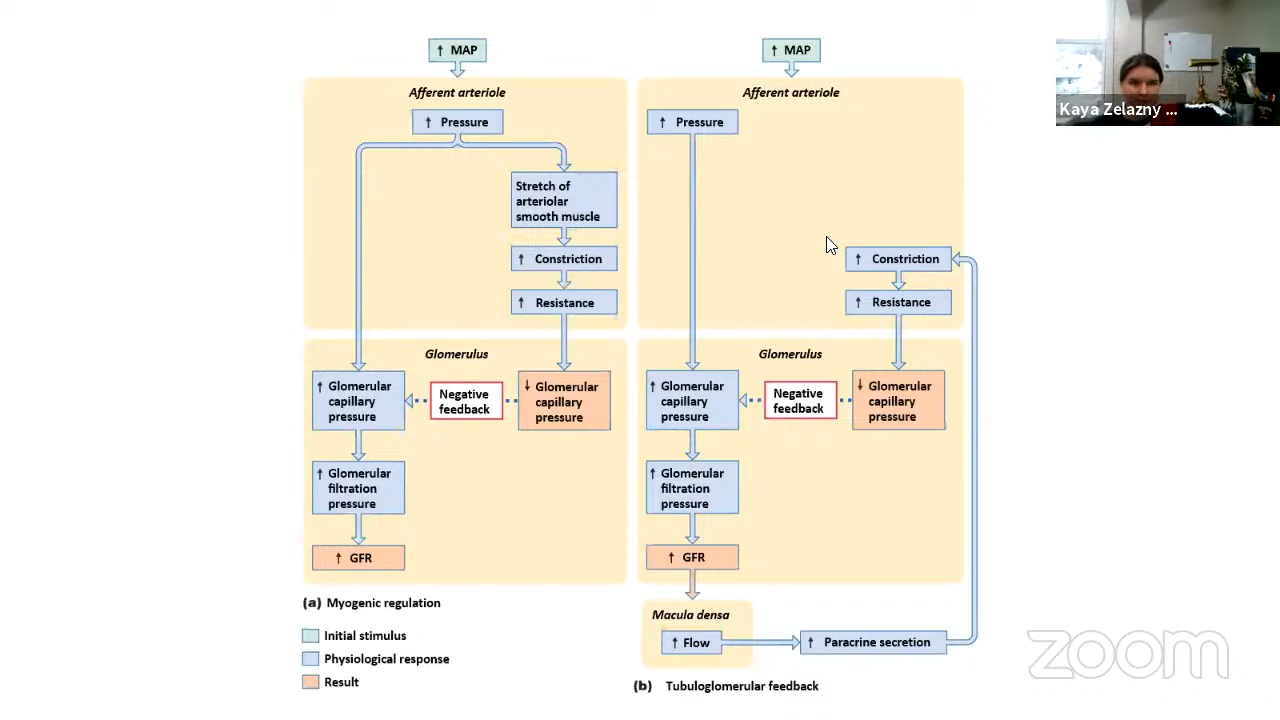 ↑ MAP
Afferent arteriole
↑ Pressure
Stretch of
arteriolar
smooth muscle
↑ Constriction
↑ Resistance
Glomerulus
↑ Glomerular
capillary
pressure
Negative
feedback
↓ Glomerular
capillary
pressure
↑ Glomerular
filtration
pressure
↑ GFR
(a) Myogenic regulation
Initial stimulus
Physiological response
Result
↑ MAP
Afferent arteriole
↑ Pressure
↑ Constriction
↑ Resistance
Glomerulus
↑ Glomerular
capillary
pressure
Negative
feedback
↓ Glomerular
capillary
pressure
↑ Glomerular
filtration
pressure
↑ GFR
Macula densa
↑ Flow
↑ Paracrine secretion
(b) Tubuloglomerular feedback
Kaya Zelazny ...
zoom